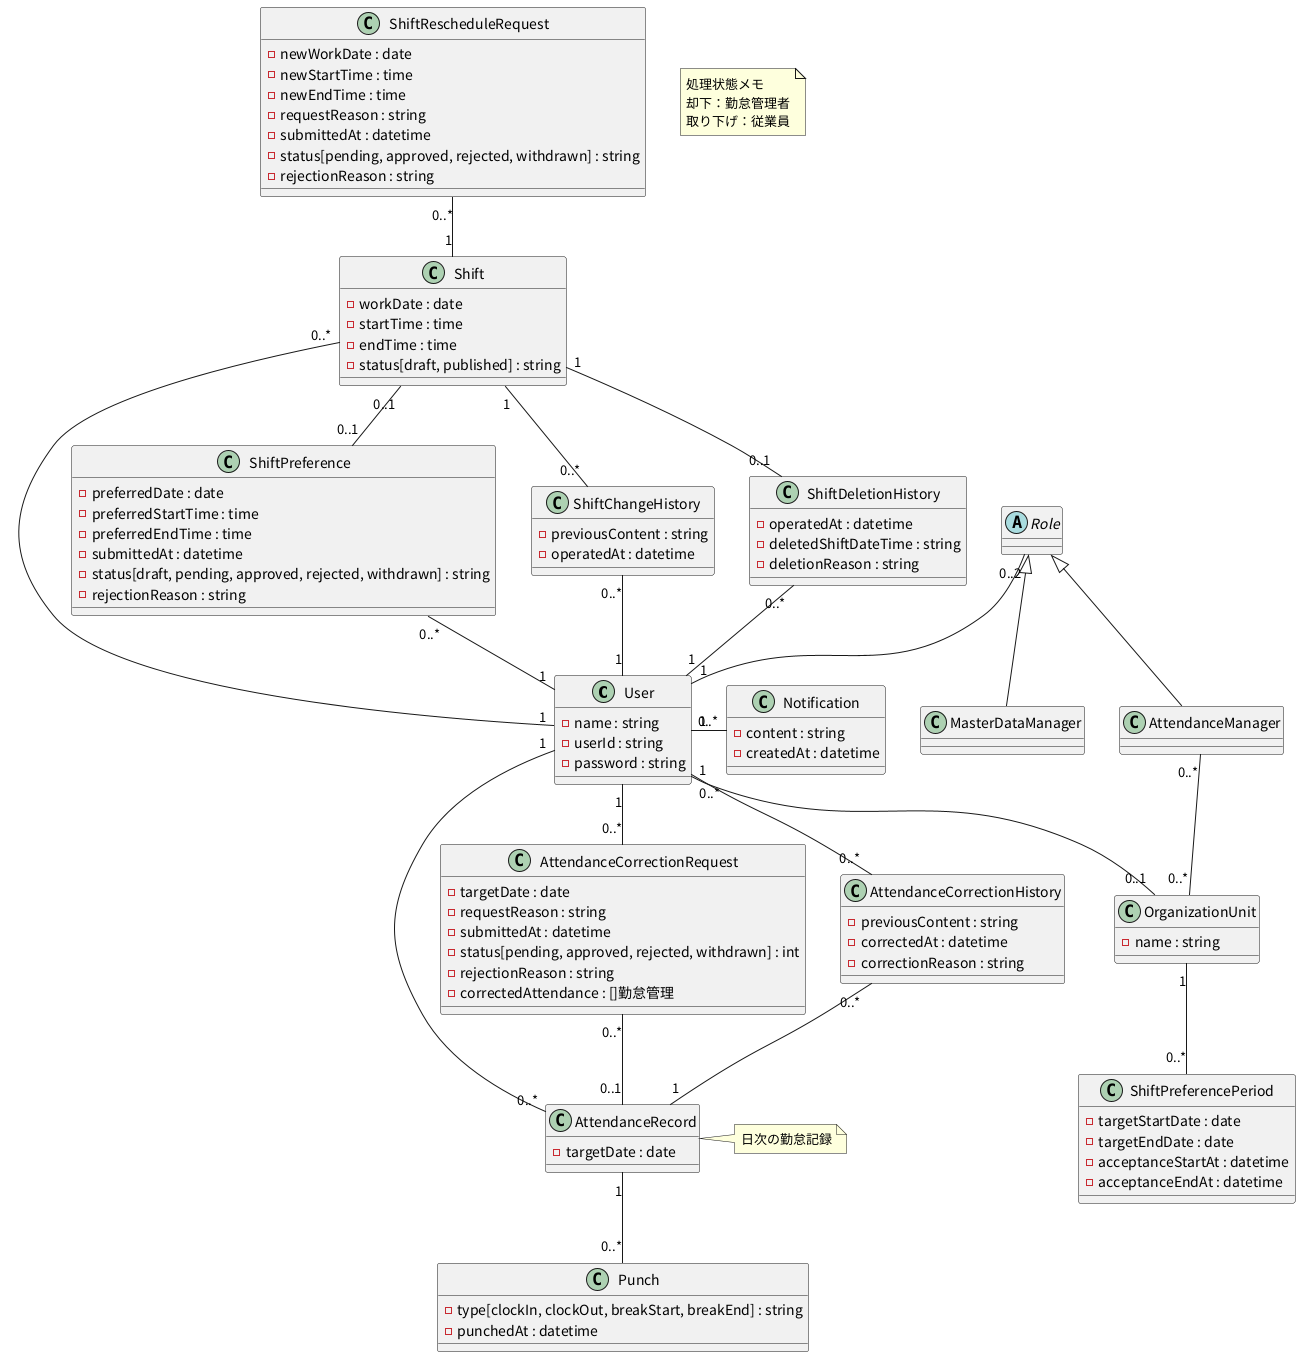 ShiftRescheduleRequest
newWorkDate : date
newStartTime : time
newEndTime : time
requestReason : string
submittedAt : datetime
status[pending, approved, rejected, withdrawn] : string
rejectionReason : string
処理状態メモ
却下：勤怠管理者
取り下げ：従業員
0..*
1
Shift
workDate : date
startTime : time
endTime : time
status[draft, published] : string
0..*
1
0..1
0..1
1
0..*
0..1
ShiftPreference
preferredDate : date
preferredStartTime : time
preferredEndTime : time
submittedAt : datetime
status[draft, pending, approved, rejected, withdrawn] : string
rejectionReason : string
ShiftChangeHistory
previousContent : string
operatedAt : datetime
ShiftDeletionHistory
operatedAt : datetime
deletedShiftDateTime : string
deletionReason : string
Role
0..2
0..*
0..*
0..*
1
1
1
1
User
name : string
userId : string
password : string
1
1
1
0..*
Notification
content : string
createdAt : datetime
MasterDataManager
AttendanceManager
1
1
0..*
0..*
0..*
0..*
0..1
0..*
AttendanceCorrectionRequest
targetDate : date
requestReason : string
submittedAt : datetime
status[pending, approved, rejected, withdrawn] : int
rejectionReason : string
correctedAttendance : []勤怠管理
AttendanceCorrectionHistory
previousContent : string
correctedAt : datetime
correctionReason : string
OrganizationUnit
name : string
0..*
0..*
1
0..*
0..1
1
0..*
AttendanceRecord
targetDate : date
日次の勤怠記録
ShiftPreferencePeriod
targetStartDate : date
targetEndDate : date
acceptanceStartAt : datetime
acceptanceEndAt : datetime
1
0..*
Punch
type[clockIn, clockOut, breakStart, breakEnd] : string
punchedAt : datetime